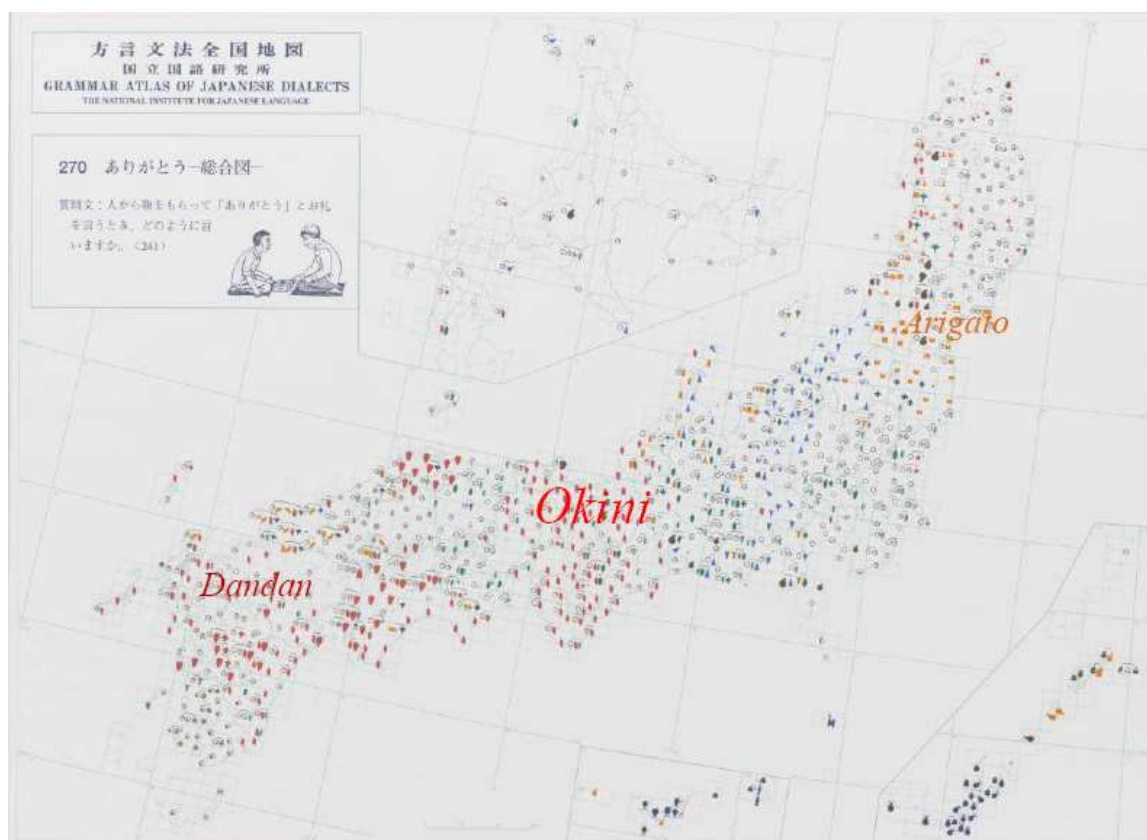 方言文法全国地図
国立国語研究所
GRAMMAR ATLAS OF JAPANESE DIALECTS
THE NATIONAL INSTITUTE FOR JAPANESE LANGUAGE
270 ありがとう—総合図—
質問文：人から物をもらって「ありがとう」とお礼
を言うとき、どのように言
いますか。(241)
Arigato
Okini
Dandan